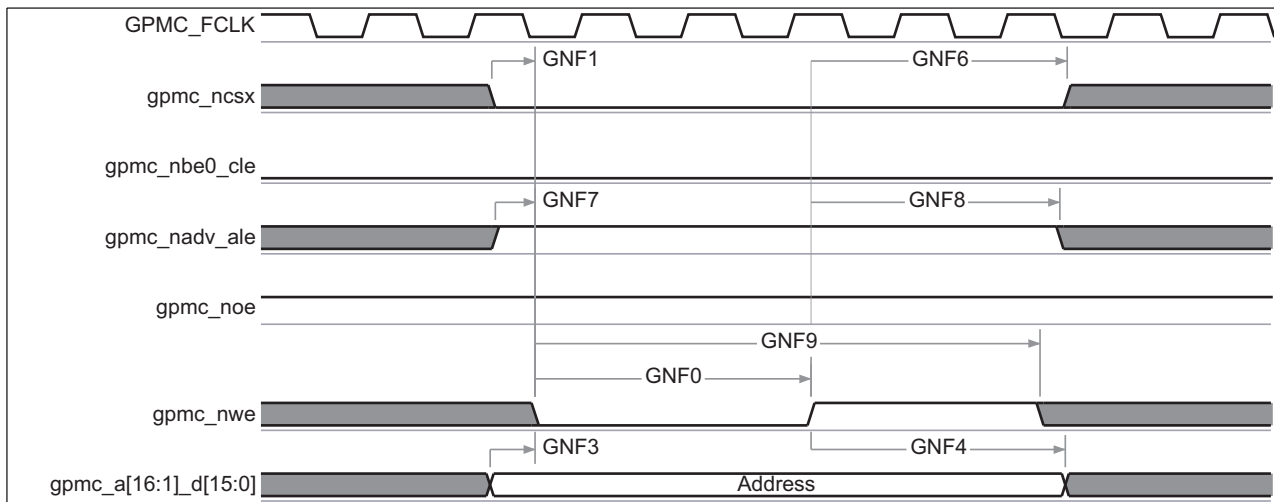 GPMC_FCLK
GNF1 GNF6
gpmc_ncsx
gpmc_nbe0_cle
GNF7 GNF8
gpmc_nadv_ale
gpmc_noe
GNF9
GNF0
gpmc_nwe
GNF3 GNF4
gpmc_a[16:1]_d[15:0] Address